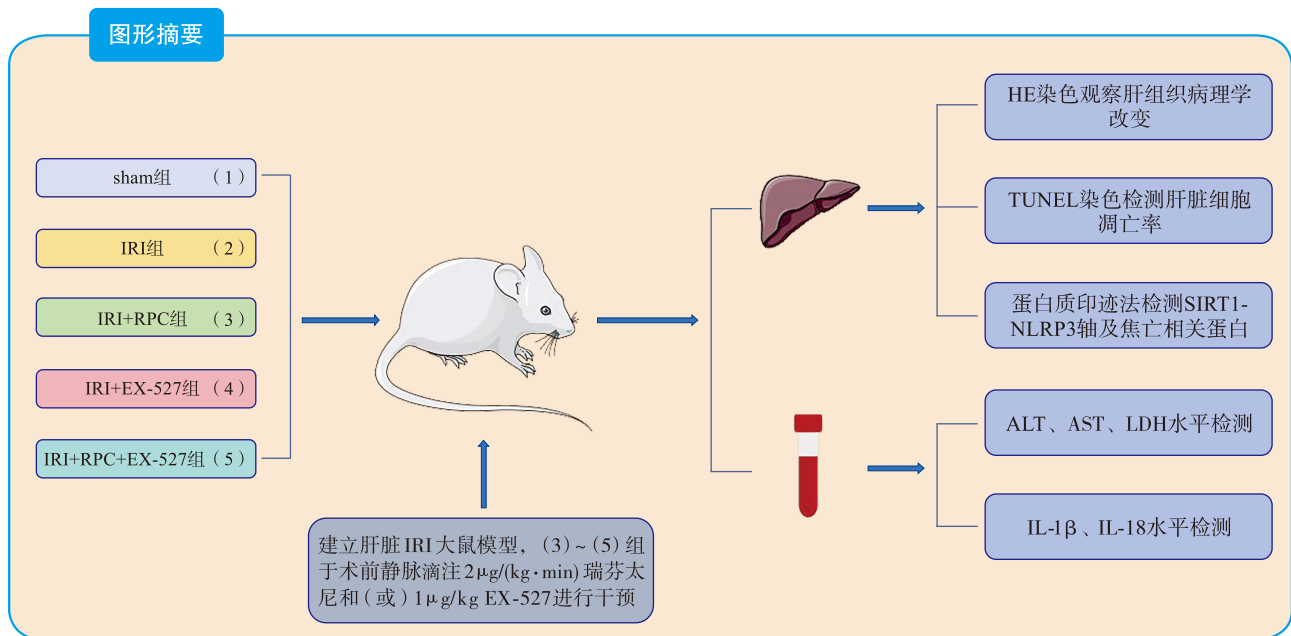 图形摘要
sham组 （1）
IRI组 （2）
IRI+RPC组 （3）
IRI+EX-527组 （4）
IRI+RPC+EX-527组（5）
建立肝脏IRI大鼠模型，（3）~（5）组
于术前静脉滴注2μg/(kg·min)瑞芬太
尼和（或）1μg/kg EX-527进行干预
HE染色观察肝组织病理学
改变
TUNEL染色检测肝脏细胞
凋亡率
蛋白质印迹法检测SIRT1-
NLRP3轴及焦亡相关蛋白
ALT、AST、LDH水平检测
IL-1β、IL-18水平检测